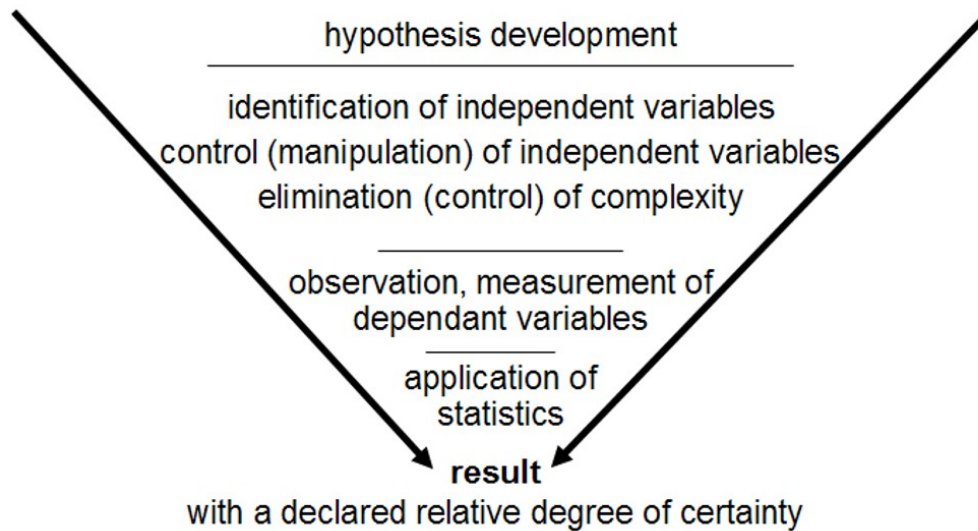 hypothesis development
identification of independent variables
control (manipulation) of independent variables
elimination (control) of complexity
observation, measurement of
dependant variables
application of
statistics
result
with a declared relative degree of certainty